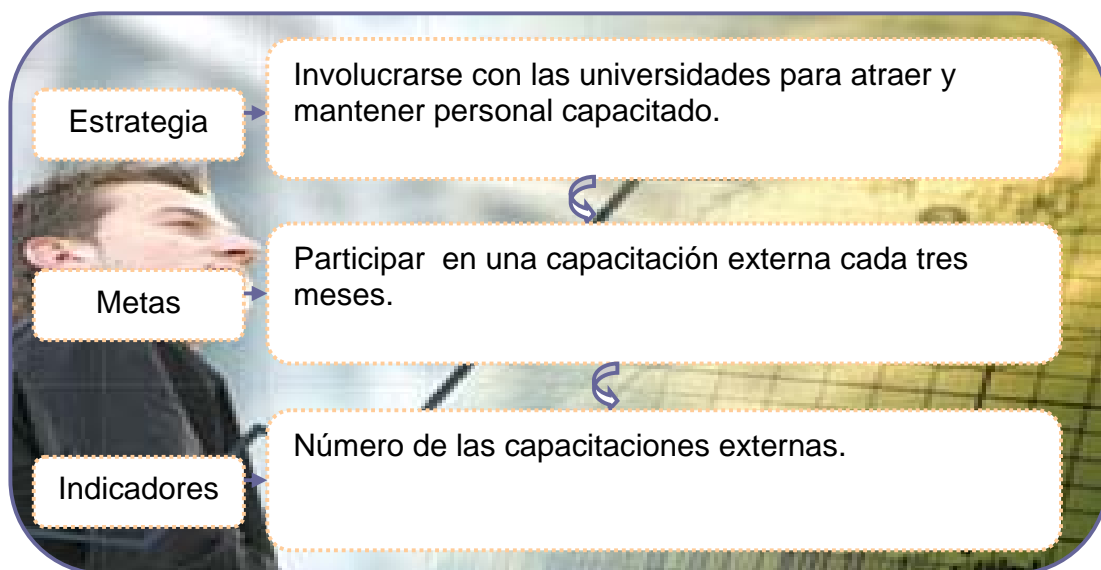 Estrategia
Involucrarse con las universidades para atraer y
mantener personal capacitado.
Metas
Participar  en una capacitación externa cada tres
meses.
Indicadores
Número de las capacitaciones externas.